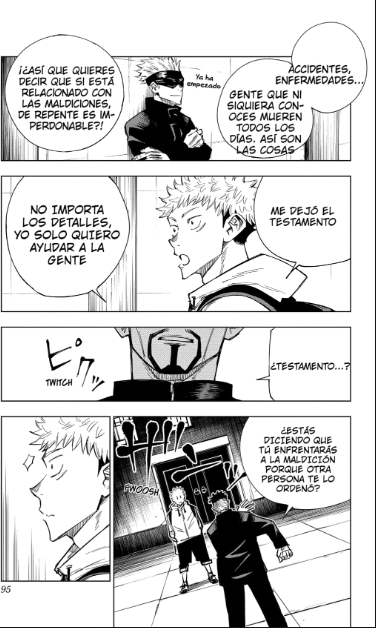 ACCIDENTES,
ENFERMEDADES...
GENTE QUE NI
SIQUIERA CON-
OCES MUEREN
TODOS LOS
DÍAS. ASÍ SON
LAS COSAS
Ya ha
empezado
¡¿ASÍ QUE QUIERES
DECIR QUE SI ESTÁ
RELACIONADO CON
LAS MALDICIONES,
DE REPENTE ES IM-
PERDONABLE?!
ME DEJÓ EL
TESTAMENTO
NO IMPORTA
LOS DETALLES,
YO SOLO QUIERO
AYUDAR A LA
GENTE
¿TESTAMENTO...?
ピクッ
TWITCH
¿ESTÁS
DICIENDO QUE
TÚ ENFRENTARÁS
A LA MALDICIÓN
PORQUE OTRA
PERSONA TE LO
ORDENÓ?
FWOOSH
95